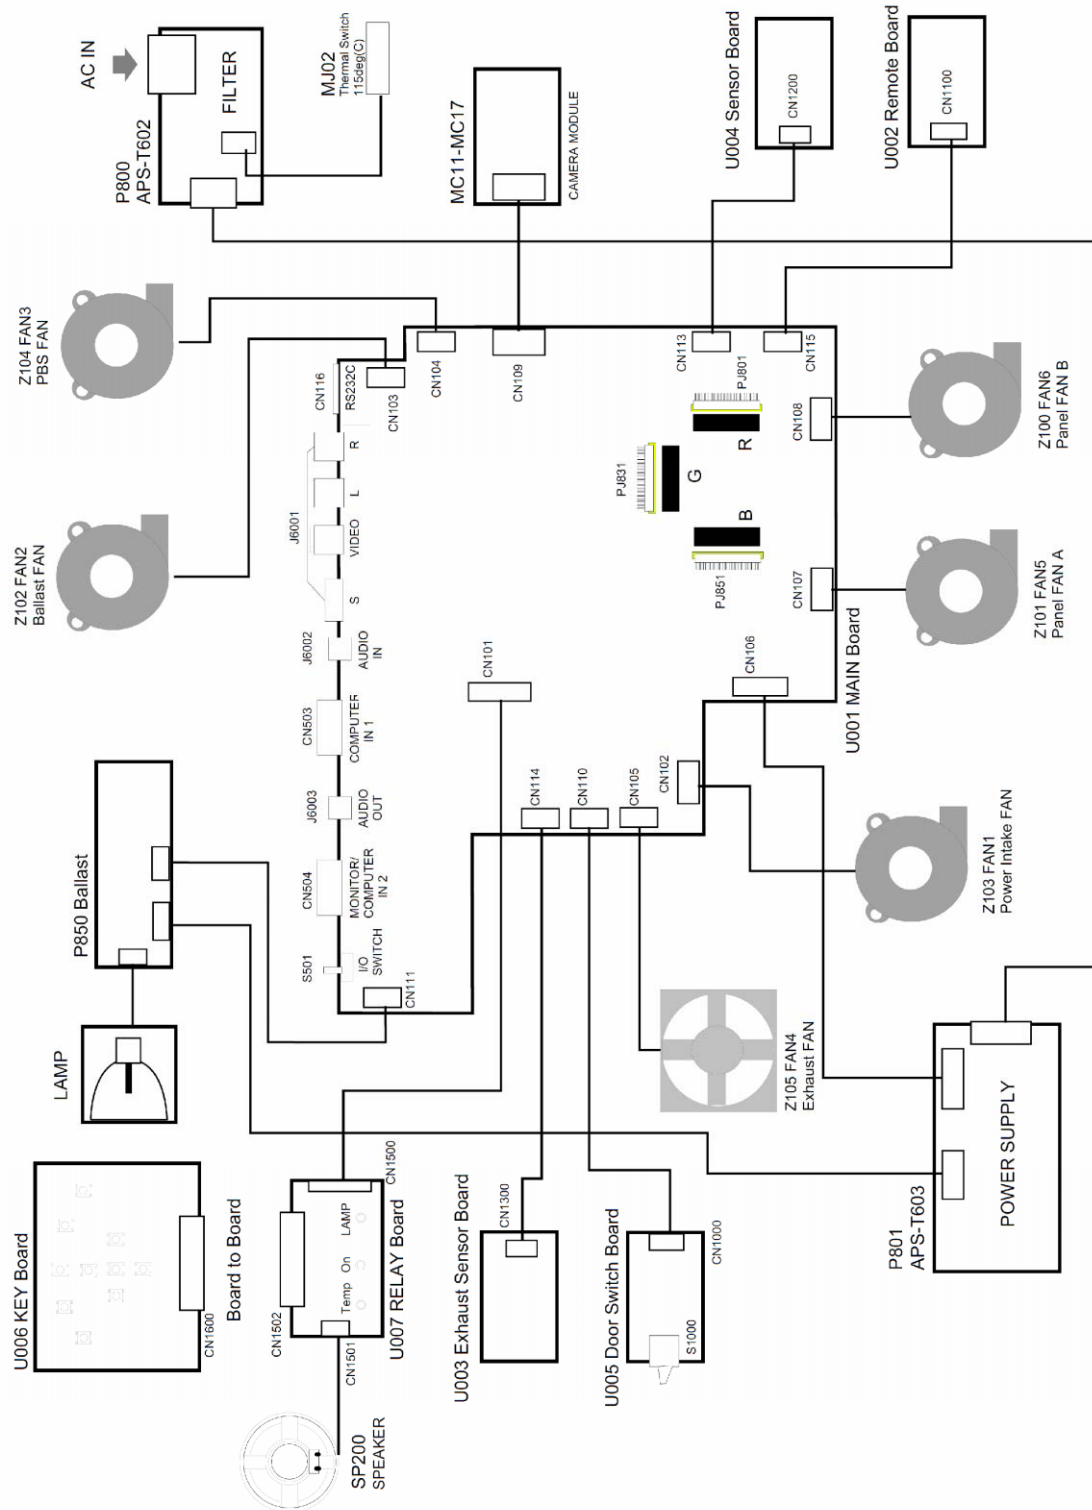 AC IN
P800
APS-T602
FILTER
MJ02
Thermal Switch
115deg(C)
MC11-MC17
CAMERA MODULE
U004 Sensor Board
CN1200
U002 Remote Board
CN1100
Z104 FAN3
PBS FAN
Z102 FAN2
Ballast FAN
CN116
RS232C
CN103
CN104
CN109
CN113
CN115
PJ801
R
PJ831
G
B
PJ851
CN108
CN107
Z100 FAN6
Panel FAN B
Z101 FAN5
Panel FAN A
J6001
R
L
VIDEO
S
J6002
AUDIO
IN
CN503
COMPUTER
IN 1
J6003
AUDIO
OUT
CN504
MONITOR/
COMPUTER
IN 2
S501
I/O
SWITCH
CN111
CN101
CN106
U001 MAIN Board
CN114
CN110
CN105
CN102
Z103 FAN1
Power Intake FAN
Z105 FAN4
Exhaust FAN
P850 Ballast
LAMP
U006 KEY Board
CN1600
Board to Board
CN1502
CN1500
Temp On LAMP
CN1501
U007 RELAY Board
SP200
SPEAKER
U003 Exhaust Sensor Board
CN1300
U005 Door Switch Board
CN1000
S1000
P801
APS-T603
POWER SUPPLY